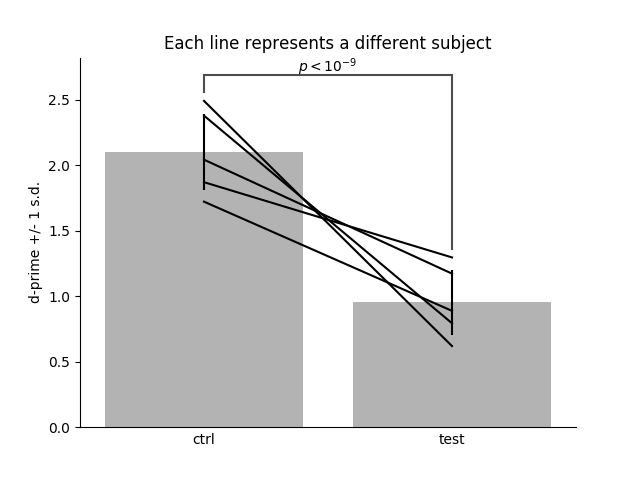 Each line represents a different subject
p < 10⁻⁹
d-prime +/- 1 s.d.
2.5
2.0
1.5
1.0
0.5
0.0
ctrl
test